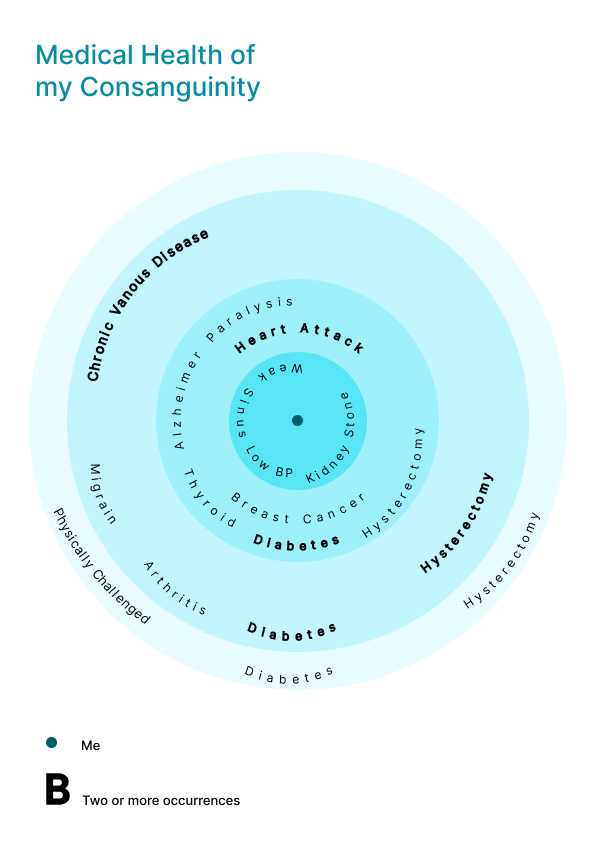 Medical Health of
my Consanguinity
Chronic Vanous Disease
Alzheimer Paralysis
Heart Attack
Weak Sinus
Low BP
Kidney Stone
Thyroid
Breast Cancer
Hysterectomy
Diabetes
Migrain
Arthritis
Diabetes
Hysterectomy
Physically Challenged
Diabetes
Hysterectomy
Me
B Two or more occurrences